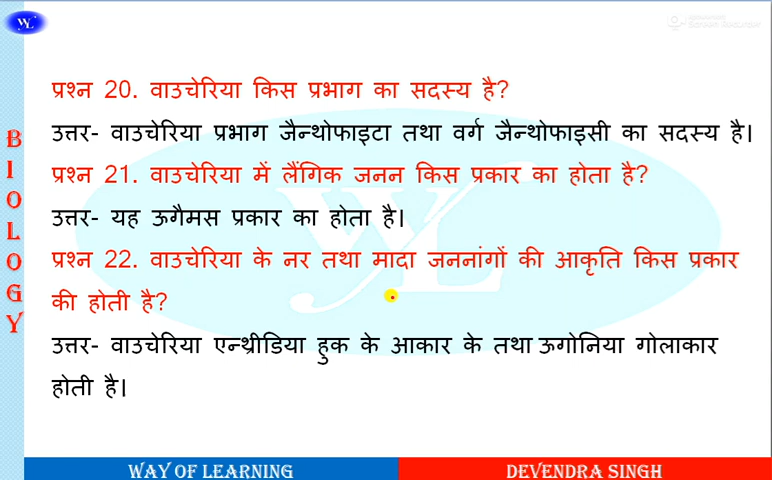 प्रश्न 20. वाउचेरिया किस प्रभाग का सदस्य है?
उत्तर- वाउचेरिया प्रभाग जैन्थोफाइटा तथा वर्ग जैन्थोफाइसी का सदस्य है।
प्रश्न 21. वाउचेरिया में लैंगिक जनन किस प्रकार का होता है?
उत्तर- यह ऊगैमस प्रकार का होता है।
प्रश्न 22. वाउचेरिया के नर तथा मादा जननांगों की आकृति किस प्रकार
की होती है?
उत्तर- वाउचेरिया एन्थ्रीडिया हुक के आकार के तथा ऊगोनिया गोलाकार
होती है।
BIOLOGY
WAY OF LEARNING
DEVENDRA SINGH